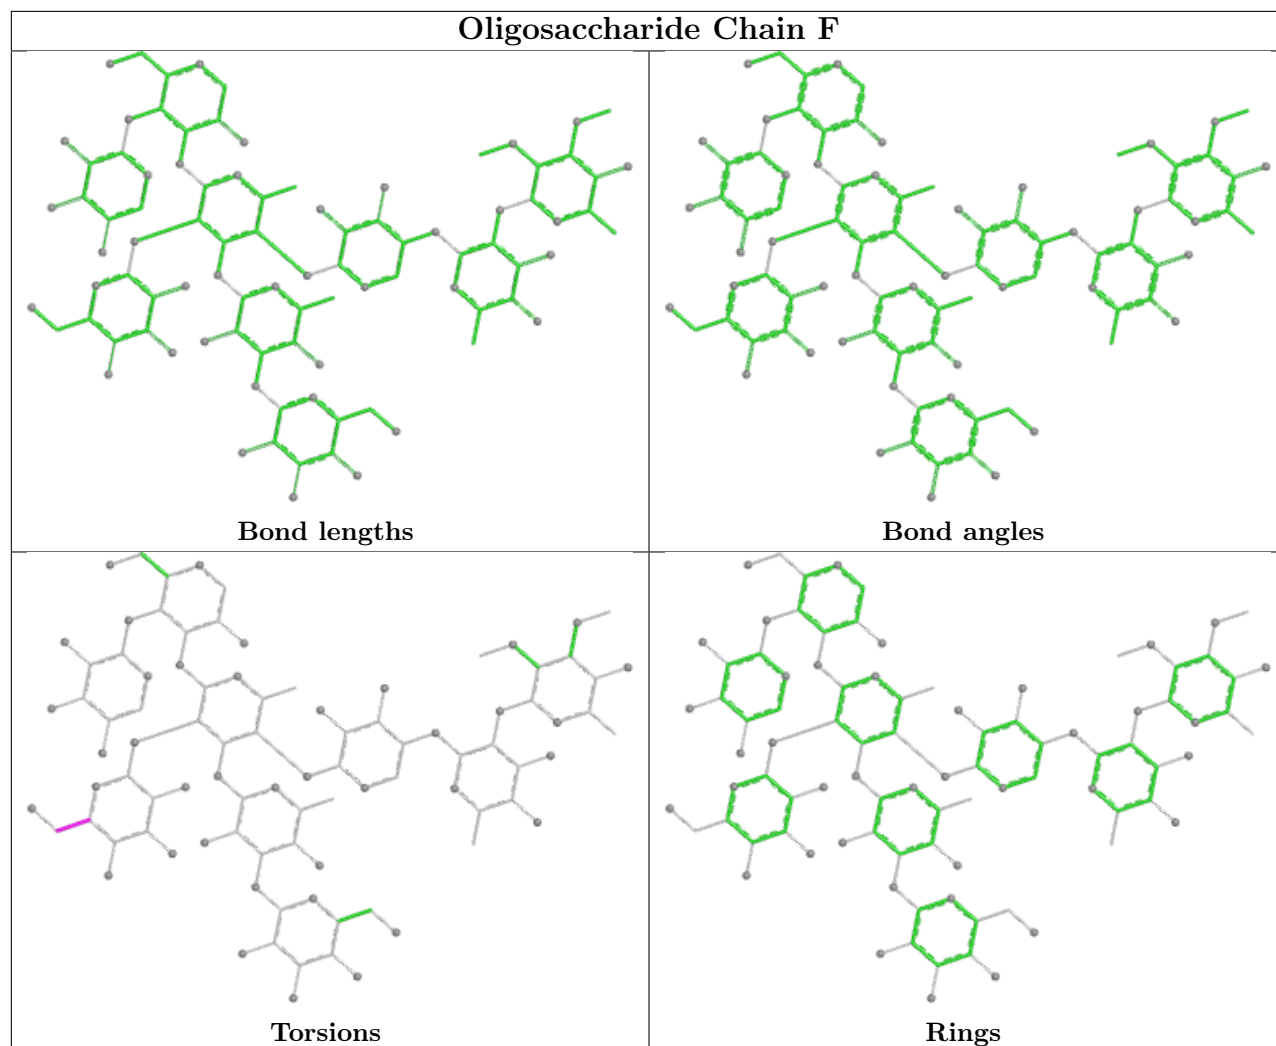 Oligosaccharide Chain F
Bond lengths
Bond angles
Torsions
Rings